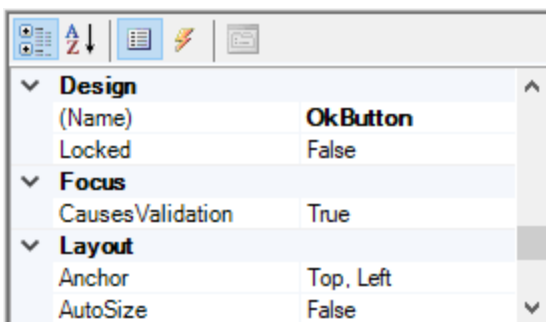 A
Z
Design
(Name) OkButton
Locked False
Focus
CausesValidation True
Layout
Anchor Top, Left
AutoSize False